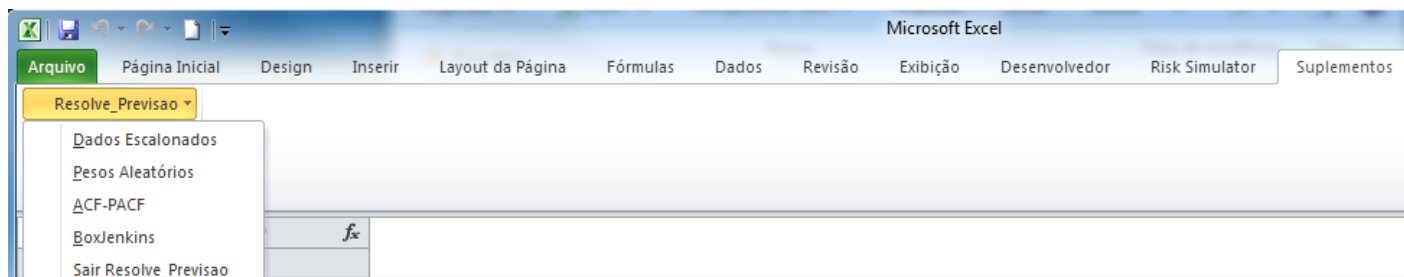 Microsoft Excel
Arquivo Página Inicial Design Inserir Layout da Página Fórmulas Dados Revisão Exibição Desenvolvedor Risk Simulator Suplementos
Resolve_Previsao
Dados Escalonados
Pesos Aleatórios
ACF-PACF
BoxJenkins
Sair Resolve_Previsao
fx